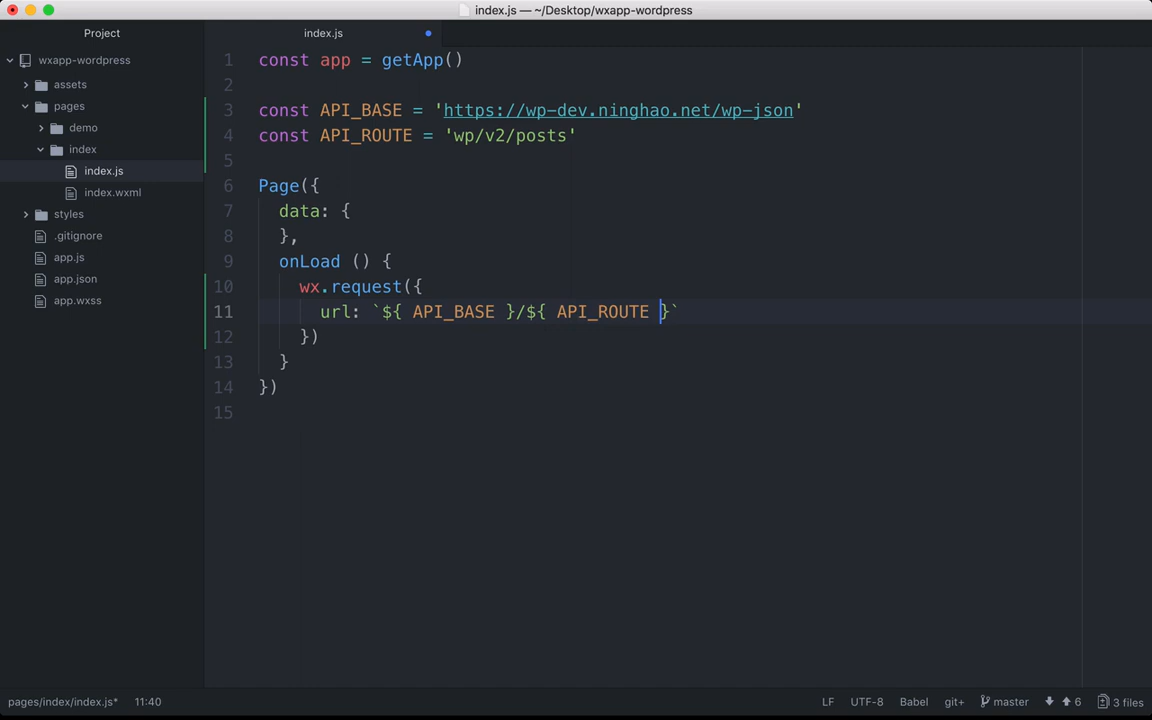 index.js — ~/Desktop/wxapp-wordpress
Project
index.js
wxapp-wordpress
assets
pages
demo
index
index.js
index.wxml
styles
.gitignore
app.js
app.json
app.wxss
1 const app = getApp()
2
3 const API_BASE = 'https://wp-dev.ninghao.net/wp-json'
4 const API_ROUTE = 'wp/v2/posts'
5
6 Page({
7 data: {
8 },
9 onLoad () {
10 wx.request({
11 url: `${ API_BASE }/${ API_ROUTE }`
12 })
13 }
14 })
15
pages/index/index.js* 11:40 LF UTF-8 Babel git+ master 6 3 files